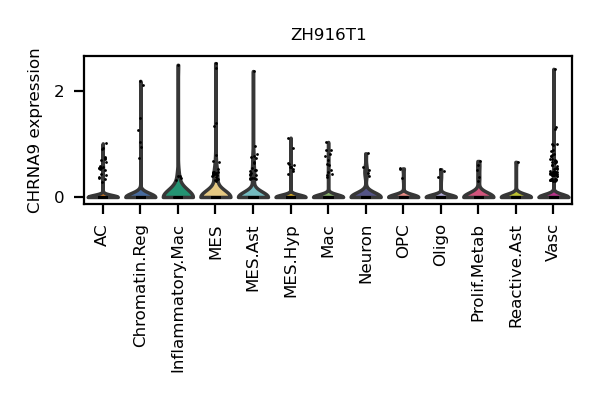 ZH916T1
CHRNA9 expression
2
0
AC
Chromatin.Reg
Inflammatory.Mac
MES
MES.Ast
MES.Hyp
Mac
Neuron
OPC
Oligo
Prolif.Metab
Reactive.Ast
Vasc